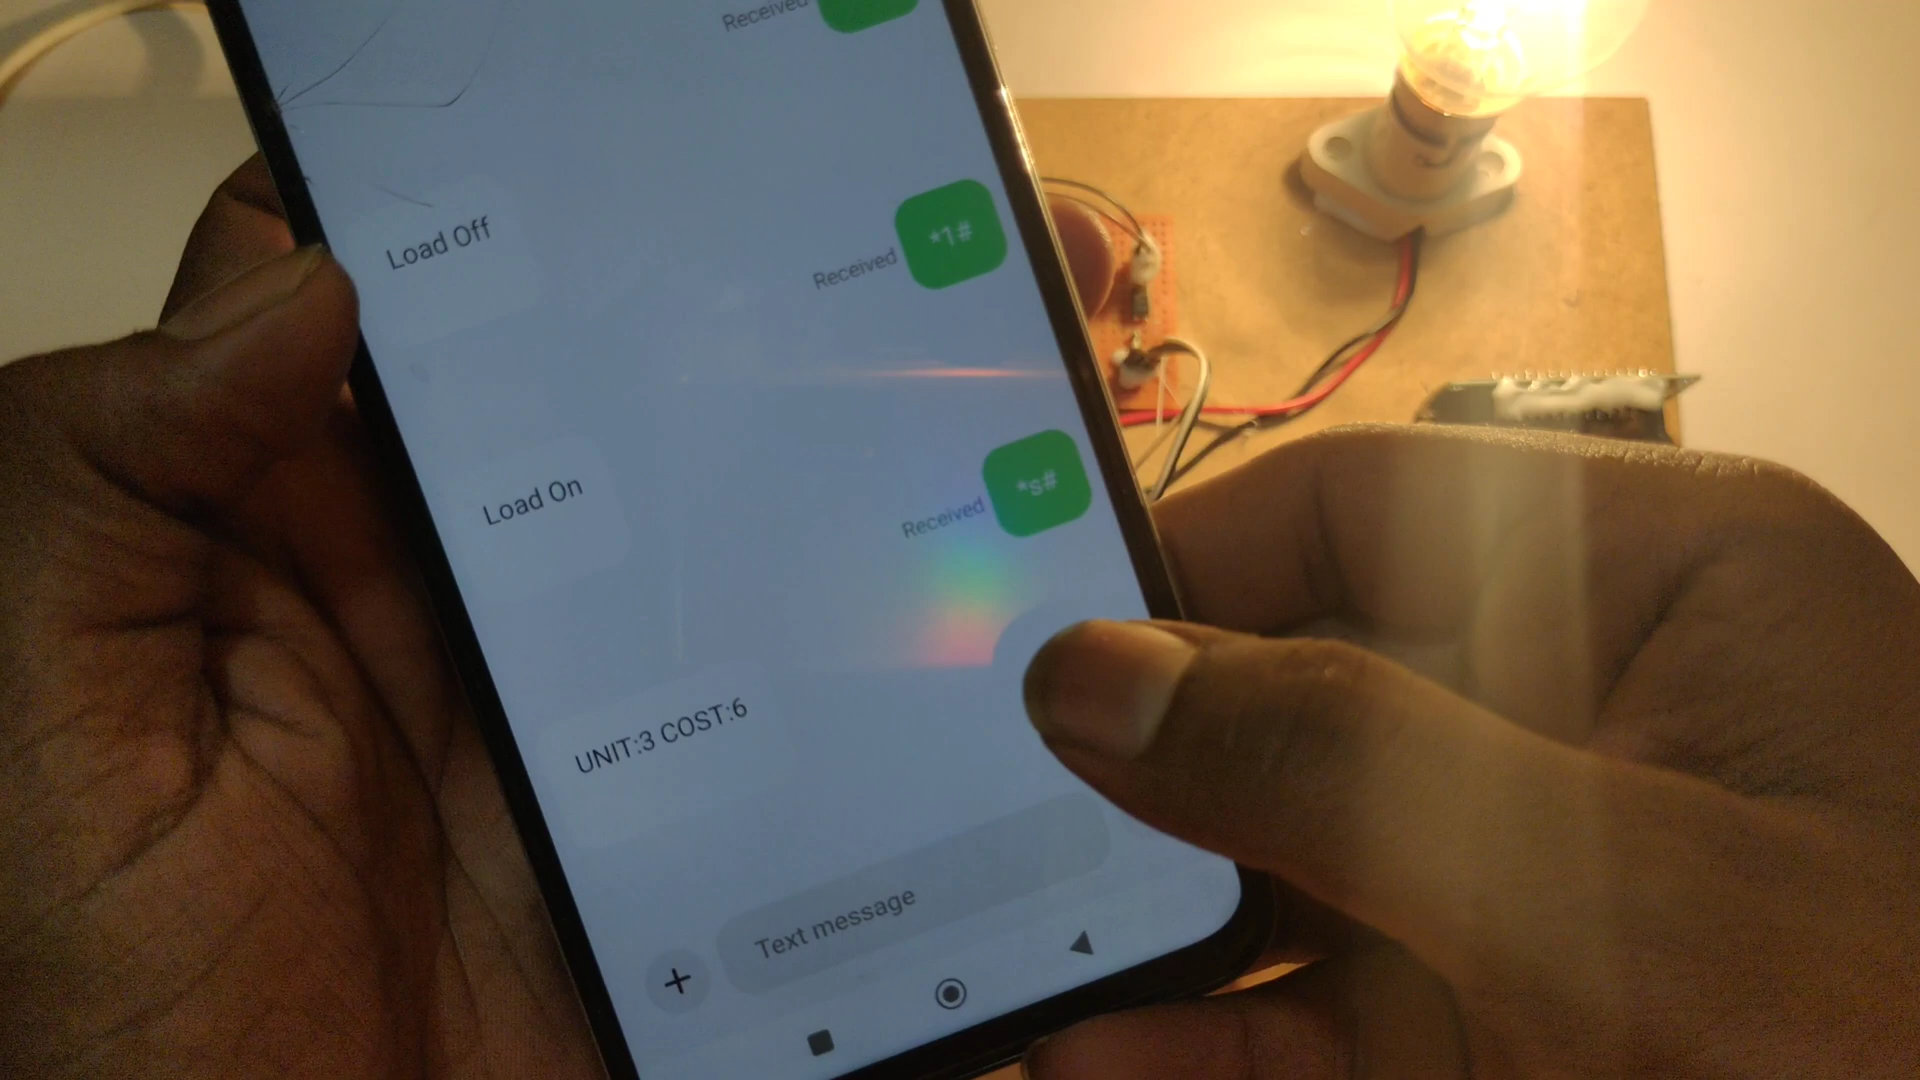 Received
Load Off
*1#
Received
Load On
*s#
Received
UNIT:3 COST:6
Text message